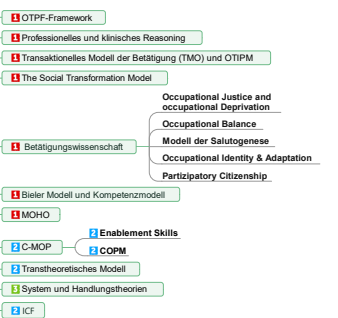 1 OTPF-Framework
1 Professionelles und klinisches Reasoning
1 Transaktionelles Modell der Betätigung (TMO) und OTIPM
1 The Social Transformation Model
1 Betätigungswissenschaft
Occupational Justice and
occupational Deprivation
Occupational Balance
Modell der Salutogenese
Occupational Identity & Adaptation
Partizipatory Citizenship
1 Bieler Modell und Kompetenzmodell
1 MOHO
2 C-MOP
2 Enablement Skills
2 COPM
2 Transtheoretisches Modell
3 System und Handlungstheorien
2 ICF